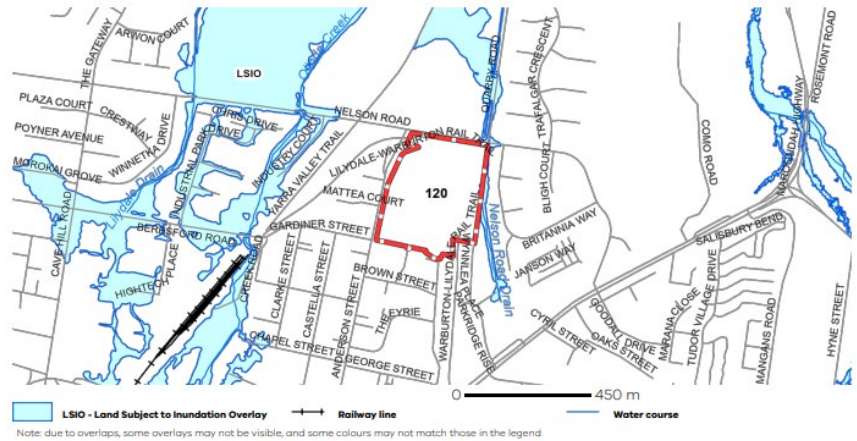 ARWON COURT
THE GATEWAY
Olinda Creek
LSIO
QUARRY ROAD
TRAFALGAR CRESCENT
ROSEMONT ROAD
PLAZA COURT
CRESTWAY
CHRIS DRIVE
NELSON ROAD
POYNER AVENUE
WINNETKA DRIVE
DRIVE
INDUSTRY COURT
YARRA VALLEY TRAIL
LILYDALE-WARBURTON RAIL TRAIL
MAROONDAH HIGHWAY
COMO ROAD
BLIGH COURT
MOROKAI GROVE
Lilydale Drain
INDUSTRIAL PARK
MATTEA COURT
120
GARDINER STREET
BERESFORD ROAD
CAVE HILL ROAD
PLACE
HIGHTECH
CREEK ROAD
CLARKE STREET
CASTELLA STREET
ANDERSON STREET
BROWN STREET
THE EYRIE
WARBURTON-LILYDALE RAIL TRAIL
PARKRIDGE RISE
Nelson Road Drain
BRITANNIA WAY
JANSON WAY
SALISBURY BEND
GOODALL DRIVE
MARANA CLOSE
TUDOR VILLAGE DRIVE
MANGANS ROAD
HYNE STREET
CYRIL STREET
OAKS STREET
CHAPEL STREET
GEORGE STREET
0 450 m
LSIO - Land Subject to Inundation Overlay Railway line Water course
Note: due to overlaps, some overlays may not be visible, and some colours may not match those in the legend